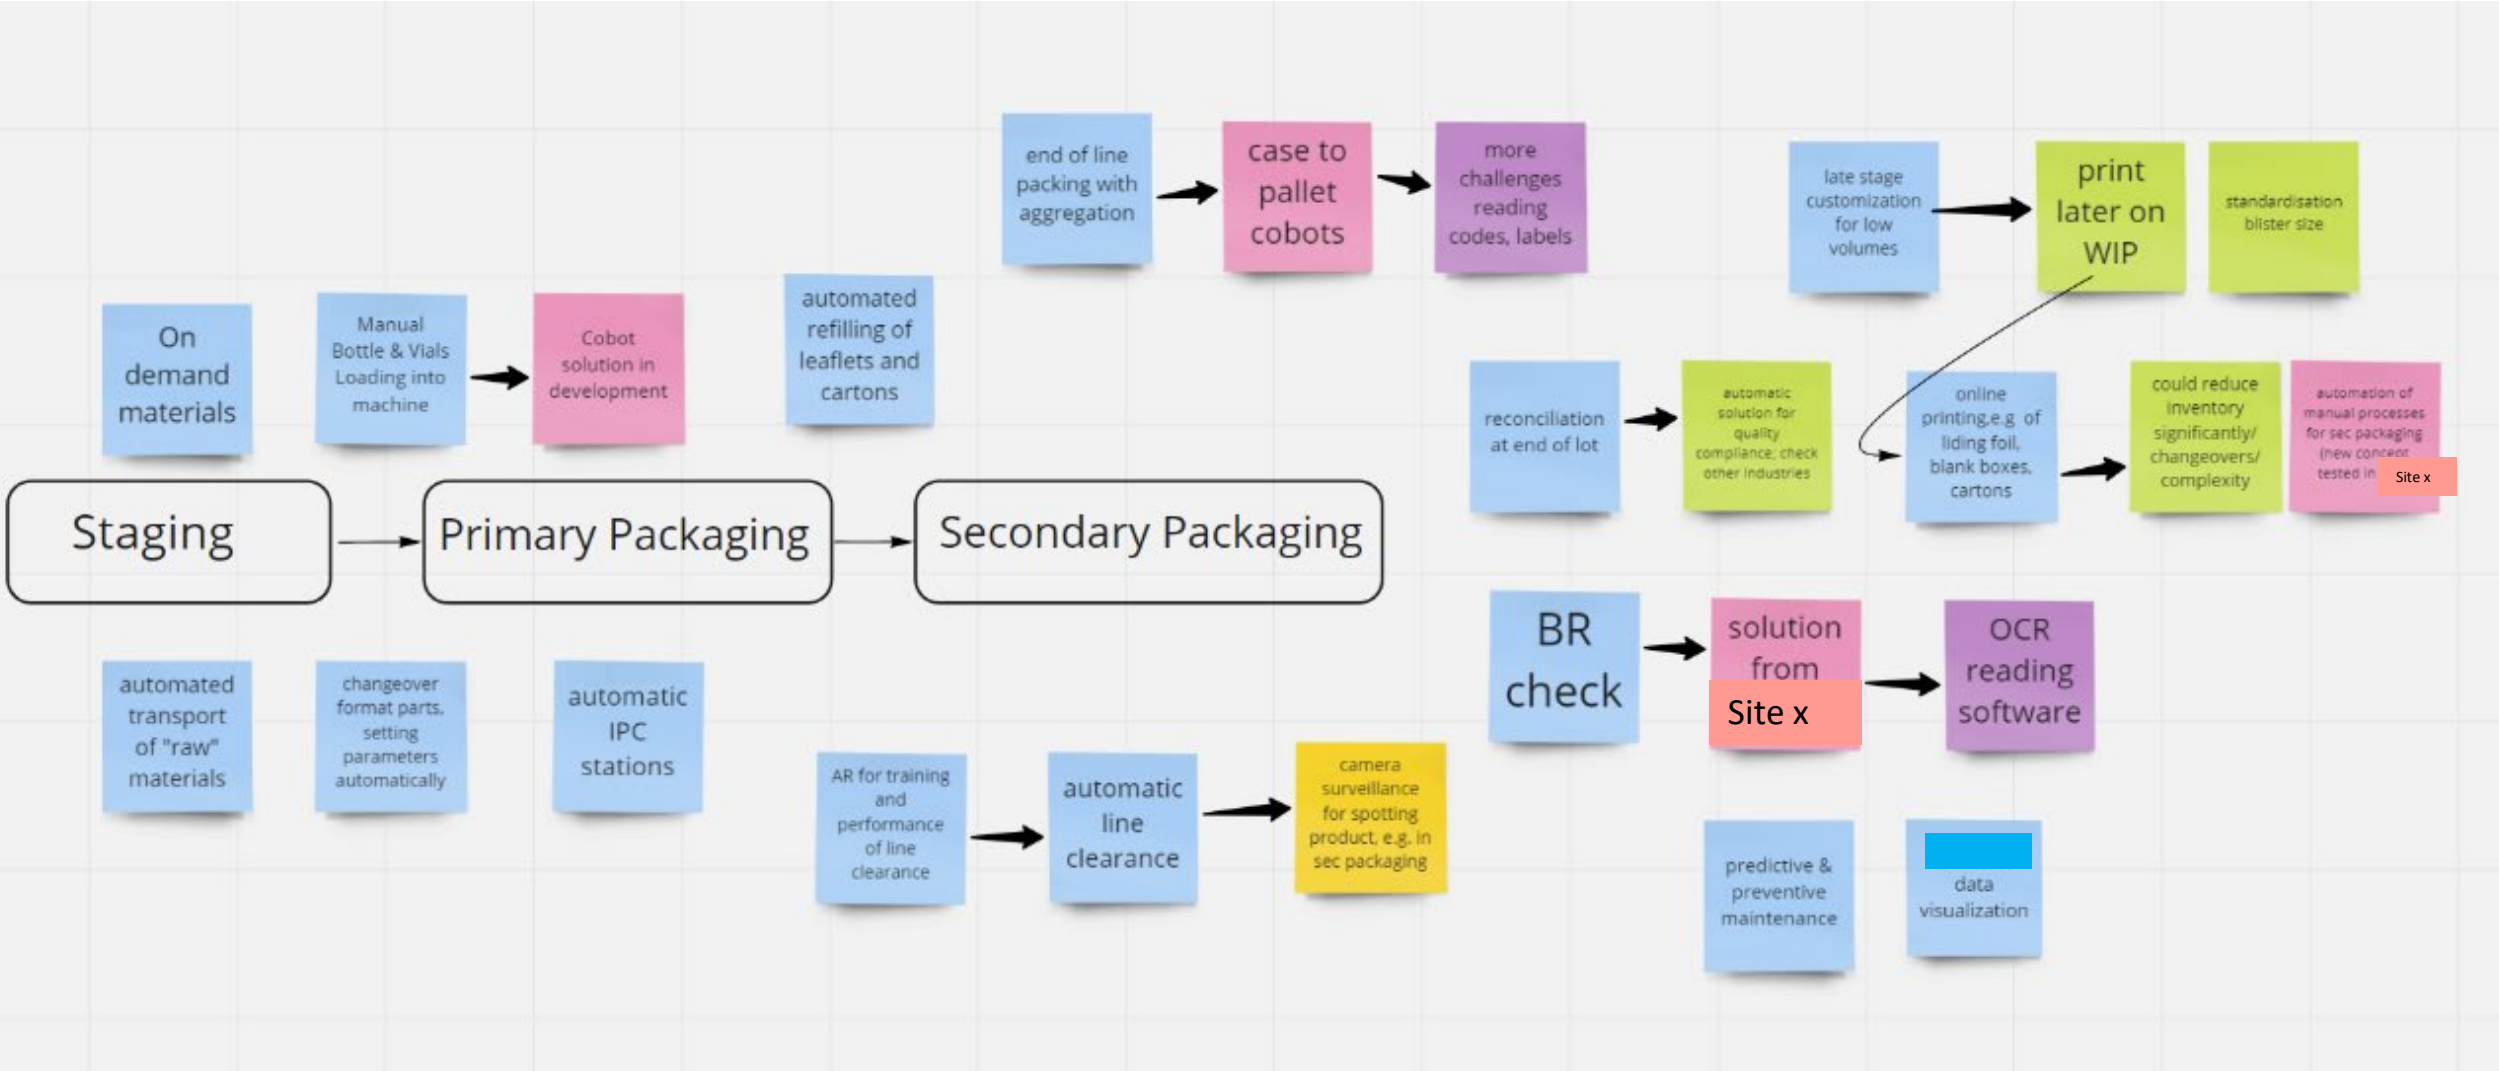 end of line
packing with
aggregation
case to
pallet
cobots
more
challenges
reading
codes, labels
late stage
customization
for low
volumes
print
later on
WIP
standardisation
blister size
On
demand
materials
Manual
Bottle & Vials
Loading into
machine
Cobot
solution in
development
automated
refilling of
leaflets and
cartons
reconciliation
at end of lot
automatic
solution for
quality
compliance; check
other industries
online
printing,e.g of
liding foil,
blank boxes,
cartons
could reduce
inventory
significantly/
changeovers/
complexity
automation of
manual processes
for sec packaging
(new concept
tested in
Site x
Staging
Primary Packaging
Secondary Packaging
automated
transport
of "raw"
materials
changeover
format parts,
setting
parameters
automatically
automatic
IPC
stations
AR for training
and
performance
of line
clearance
automatic
line
clearance
camera
surveillance
for spotting
product, e.g. in
sec packaging
BR
check
solution
from
Site x
OCR
reading
software
predictive &
preventive
maintenance
data
visualization